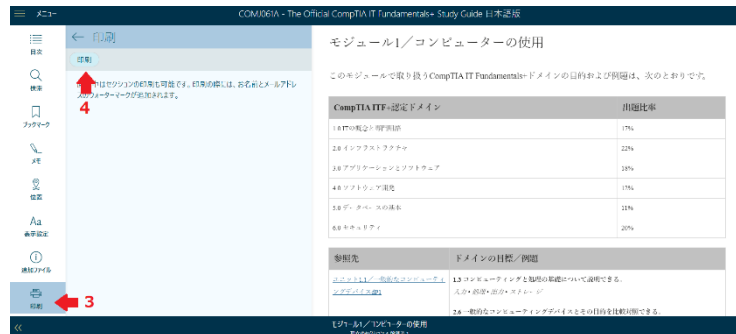 メニュー
COMJ061A - The Official CompTIA IT Fundamentals+ Study Guide 日本語版
目次
検索
ブックマーク
メモ
位置
Aa
表示設定
追加ファイル
印刷
3
← 印刷
印刷
はセクションの印刷も可能です。印刷の際には、お名前とメールアドレ
スのウォーターマークが追加されます。
4
モジュール1／コンピューターの使用
このモジュールで取り扱うCompTIA IT Fundamentals+ドメインの目的および例題は、次のとおりです。
CompTIA ITF+認定ドメイン 出題比率
1.0 ITの概念と専門用語 17%
2.0 インフラストラクチャ 22%
3.0 アプリケーションとソフトウェア 18%
4.0 ソフトウェア開発 12%
5.0 データベースの基本 11%
6.0 セキュリティ 20%
参照先 ドメインの目標／例題
ユニット1.1／一般的なコンピューティ
ングデバイス
1.3 コンピューティングと処理の基礎について説明できる。
入力・処理・出力・ストレージ
2.6 一般的なコンピューティングデバイスとその目的を比較対照できる。
モジュール1／コンピューターの使用